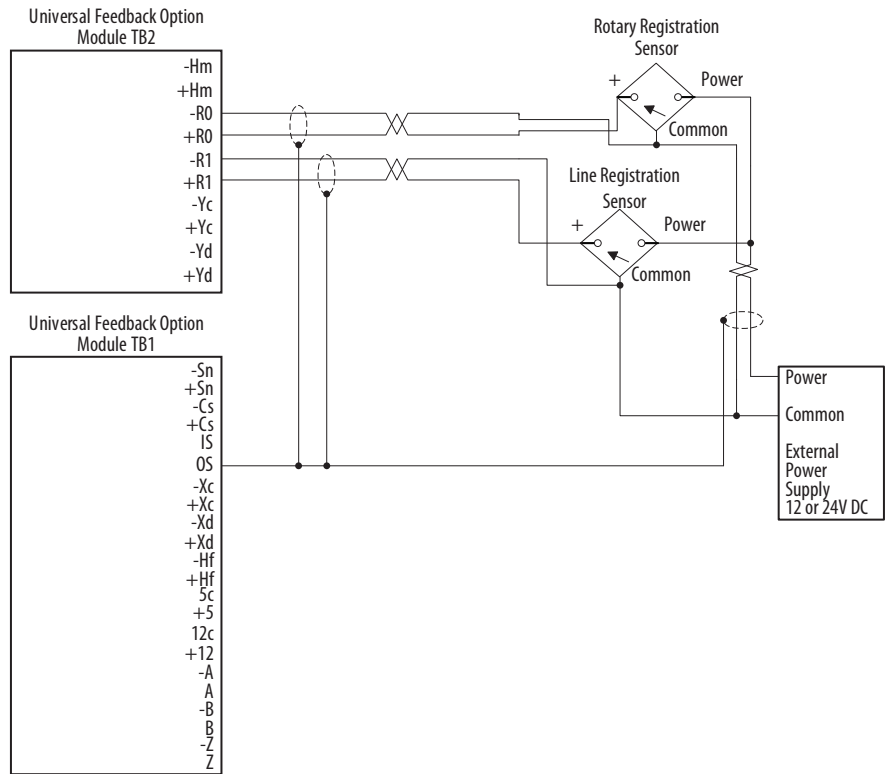 Universal Feedback Option
Module TB2
-Hm
+Hm
-R0
+R0
-R1
+R1
-Yc
+Yc
-Yd
+Yd
Rotary Registration
Sensor
+
Power
Common
Line Registration
Sensor
+
Power
Common
Universal Feedback Option
Module TB1
-Sn
+Sn
-Cs
+Cs
IS
OS
-Xc
+Xc
-Xd
+Xd
-Hf
+Hf
5c
+5
12c
+12
-A
A
-B
B
-Z
Z
Power
Common
External
Power
Supply
12 or 24V DC